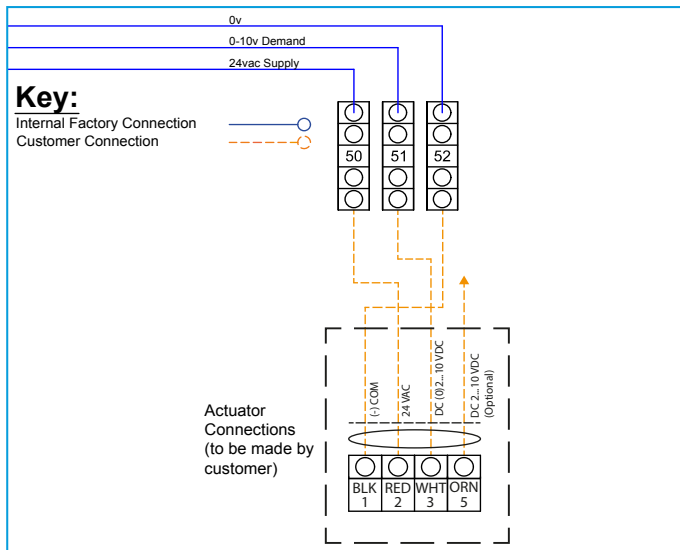 0v
0-10v Demand
24vac Supply
Key:
Internal Factory Connection
Customer Connection
50
51
52
(-) COM
24 VAC
DC (0) 2... 10 VDC
DC 2... 10 VDC
(Optional)
Actuator
Connections
(to be made by
customer)
BLK RED WHT ORN
1 2 3 5